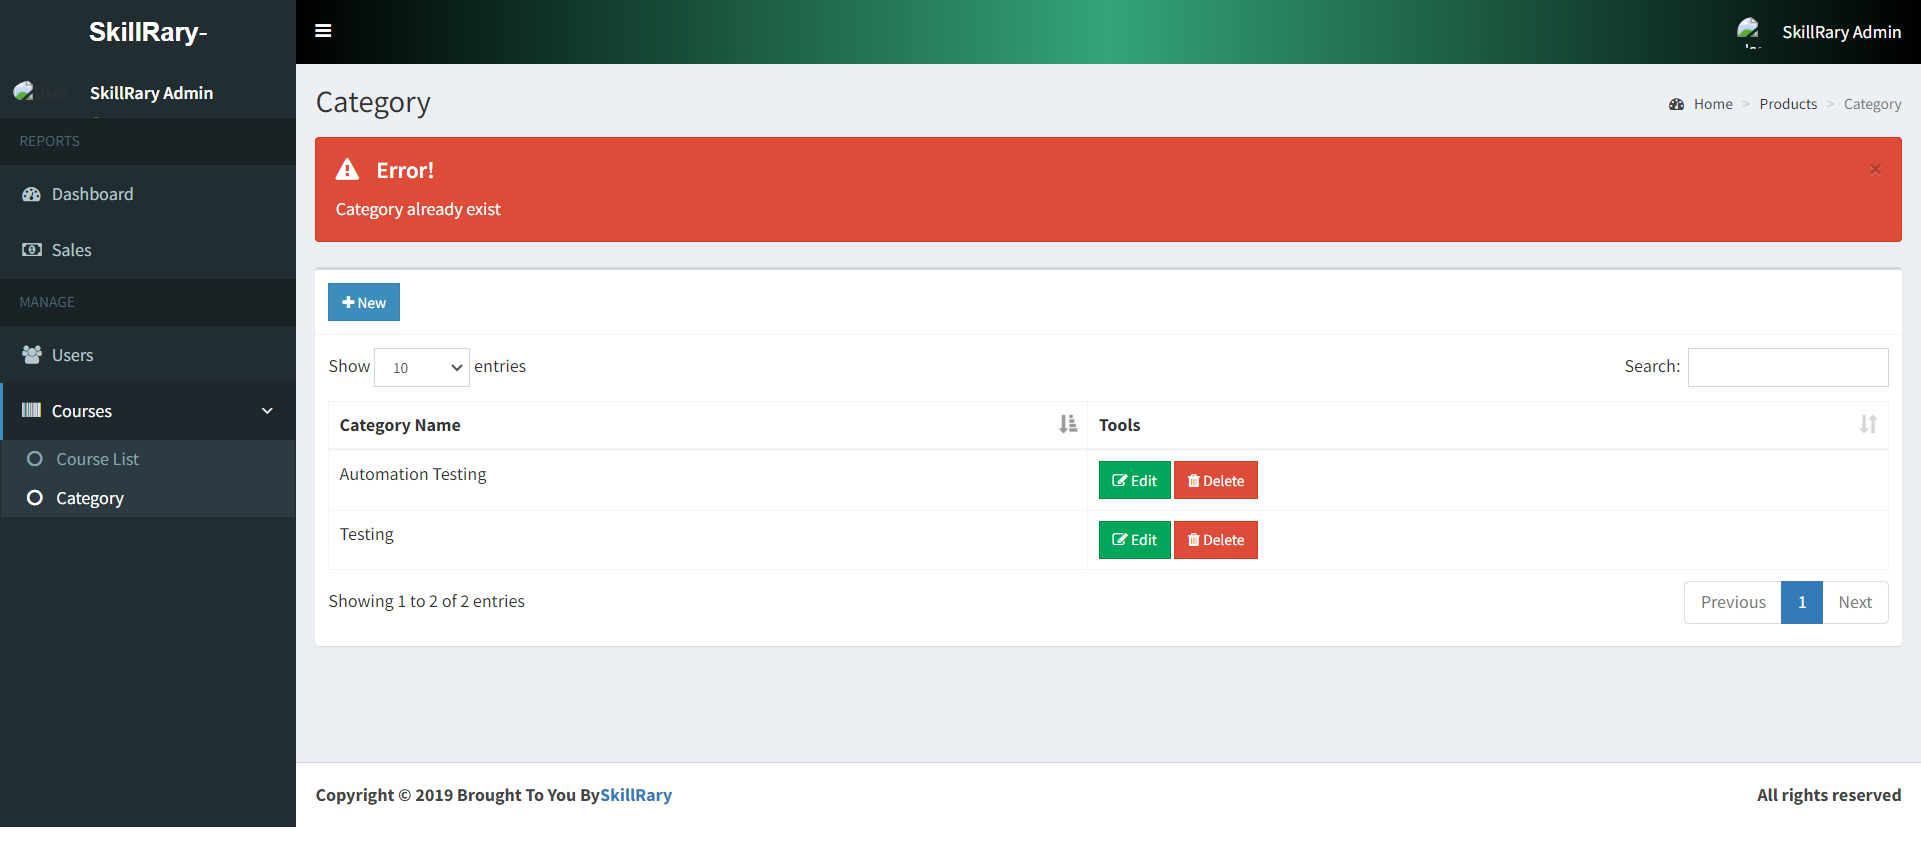 SkillRary-
SkillRary Admin
SkillRary Admin
REPORTS
Dashboard
Sales
MANAGE
Users
Courses
Course List
Category
Category
Home > Products > Category
Error!
×
Category already exist
New
Show 10 entries
Search:
Category Name Tools
Automation Testing Edit Delete
Testing Edit Delete
Showing 1 to 2 of 2 entries
Previous 1 Next
Copyright © 2019 Brought To You BySkillRary
All rights reserved